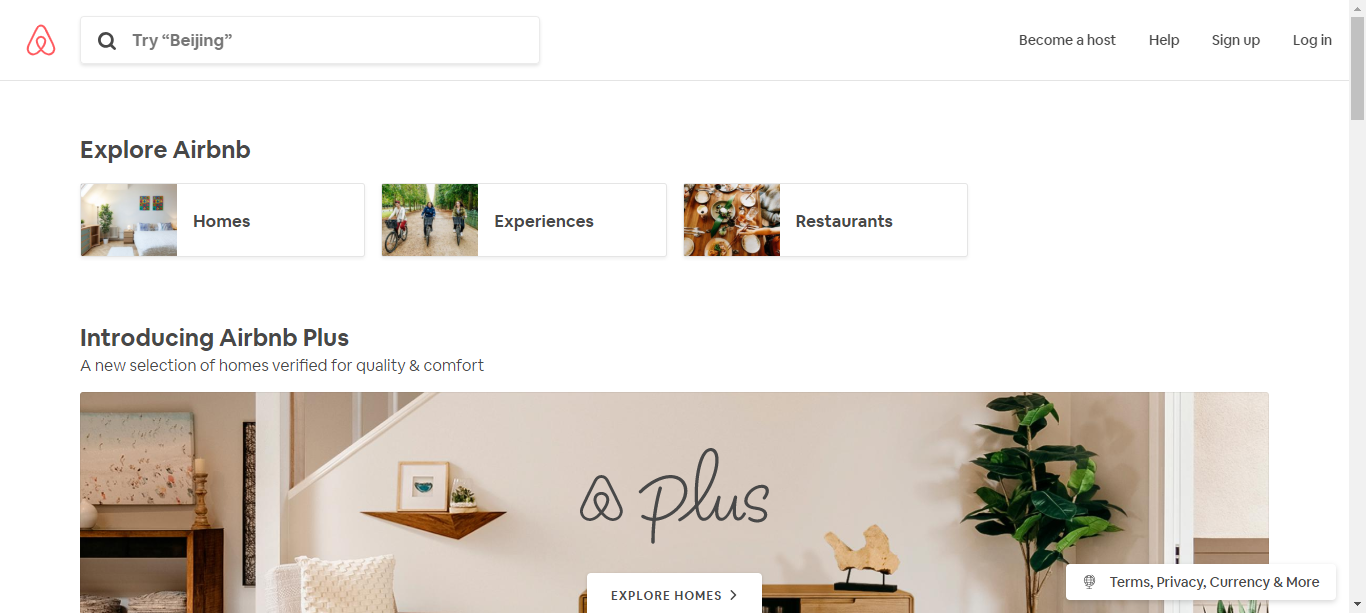 Try “Beijing”
Become a host
Help
Sign up
Log in
Explore Airbnb
Homes
Experiences
Restaurants
Introducing Airbnb Plus
A new selection of homes verified for quality & comfort
plus
EXPLORE HOMES
Terms, Privacy, Currency & More